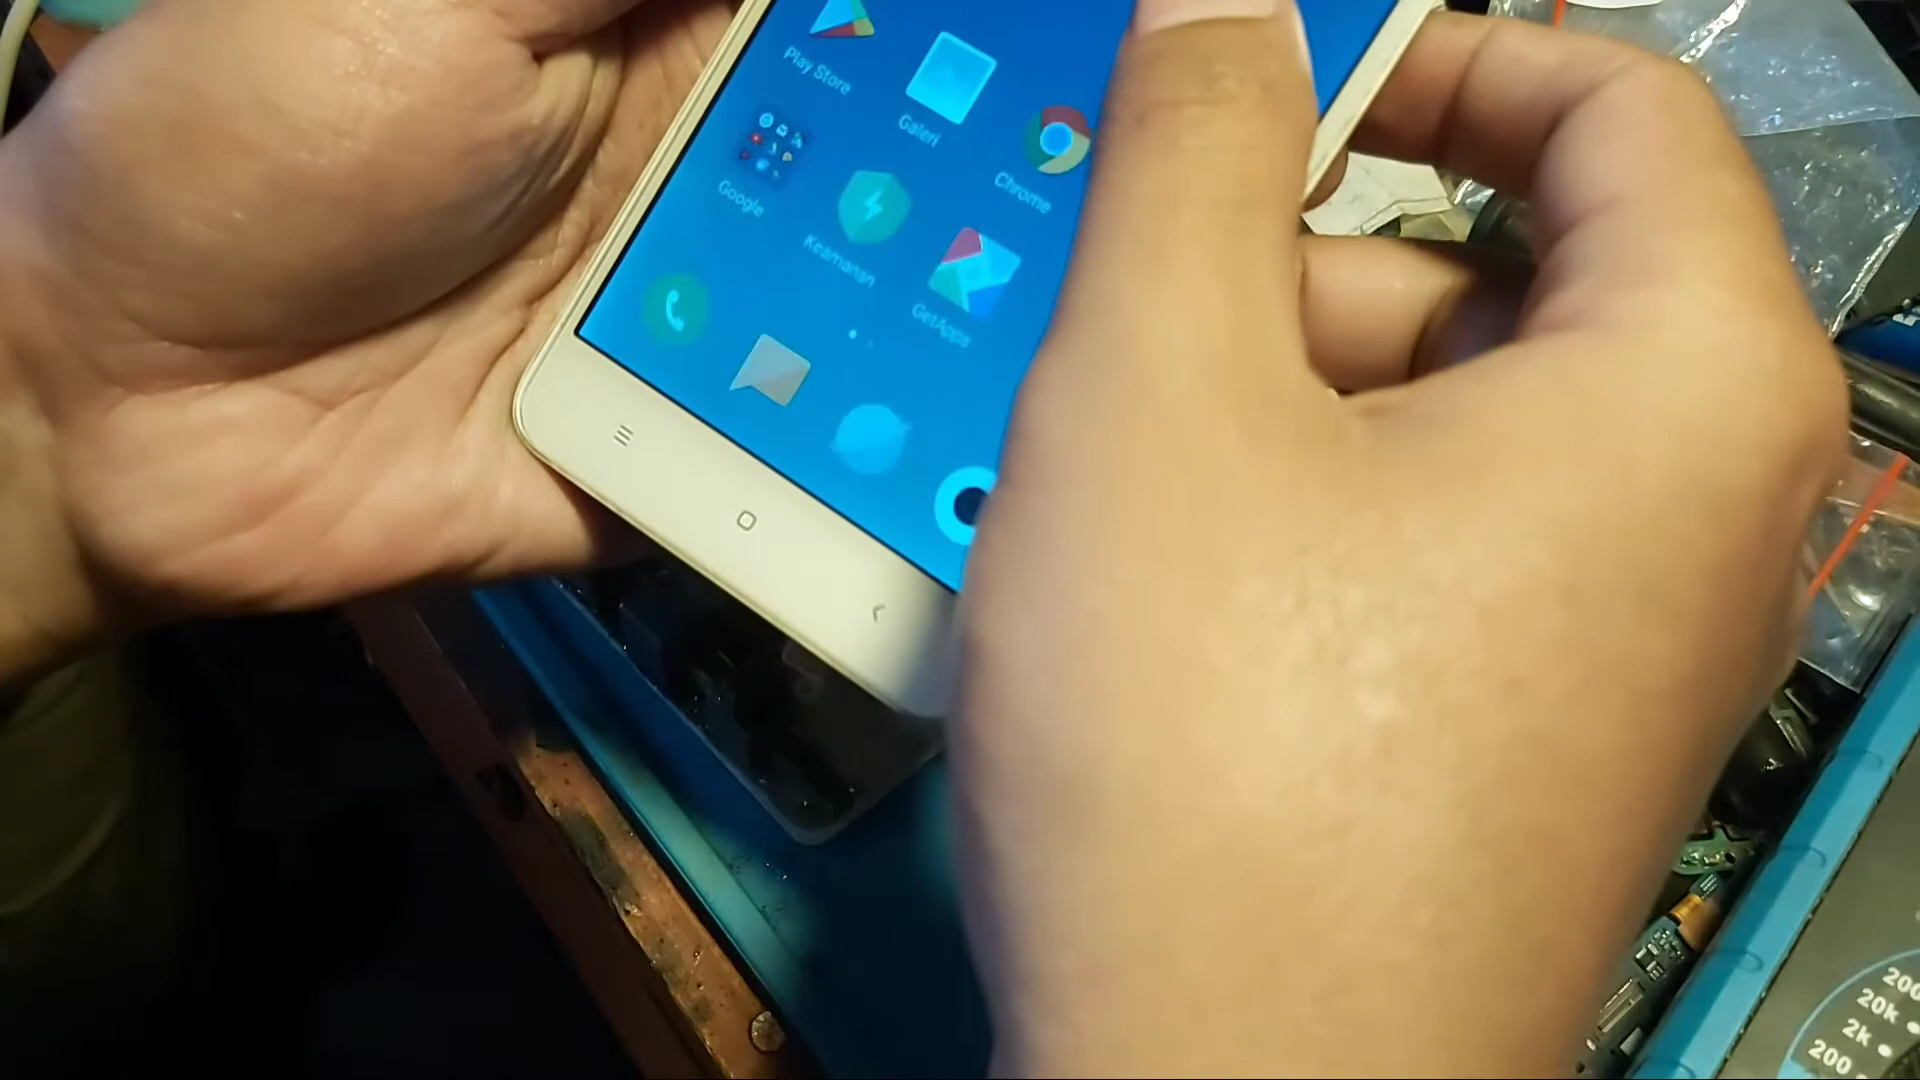 Play Store
Galeri
Chrome
Google
Keamanan
GetApps
200
20k
2k
200